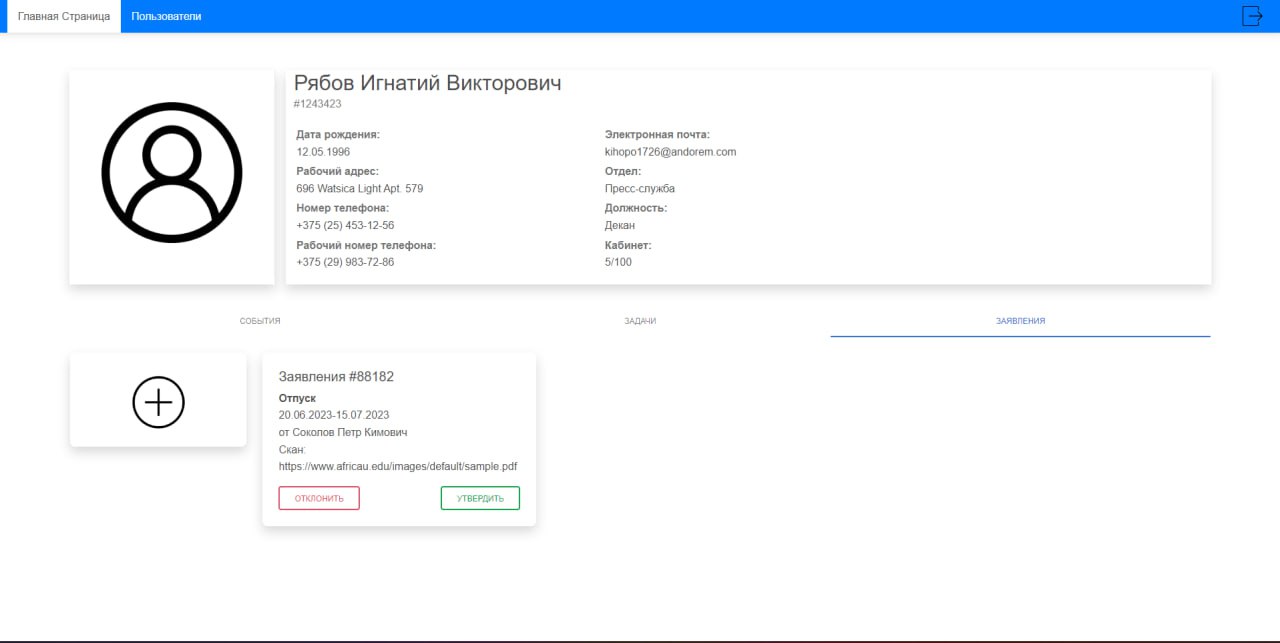 Главная Страница
Пользователи
Рябов Игнатий Викторович
#1243423
Дата рождения:
12.05.1996
Рабочий адрес:
696 Watsica Light Apt. 579
Номер телефона:
+375 (25) 453-12-56
Рабочий номер телефона:
+375 (29) 983-72-86
Электронная почта:
kihopo1726@andorem.com
Отдел:
Пресс-служба
Должность:
Декан
Кабинет:
5/100
СОБЫТИЯ
ЗАДАЧИ
ЗАЯВЛЕНИЯ
Заявления #88182
Отпуск
20.06.2023-15.07.2023
от Соколов Петр Кимович
Скан:
https://www.africau.edu/images/default/sample.pdf
ОТКЛОНИТЬ
УТВЕРДИТЬ